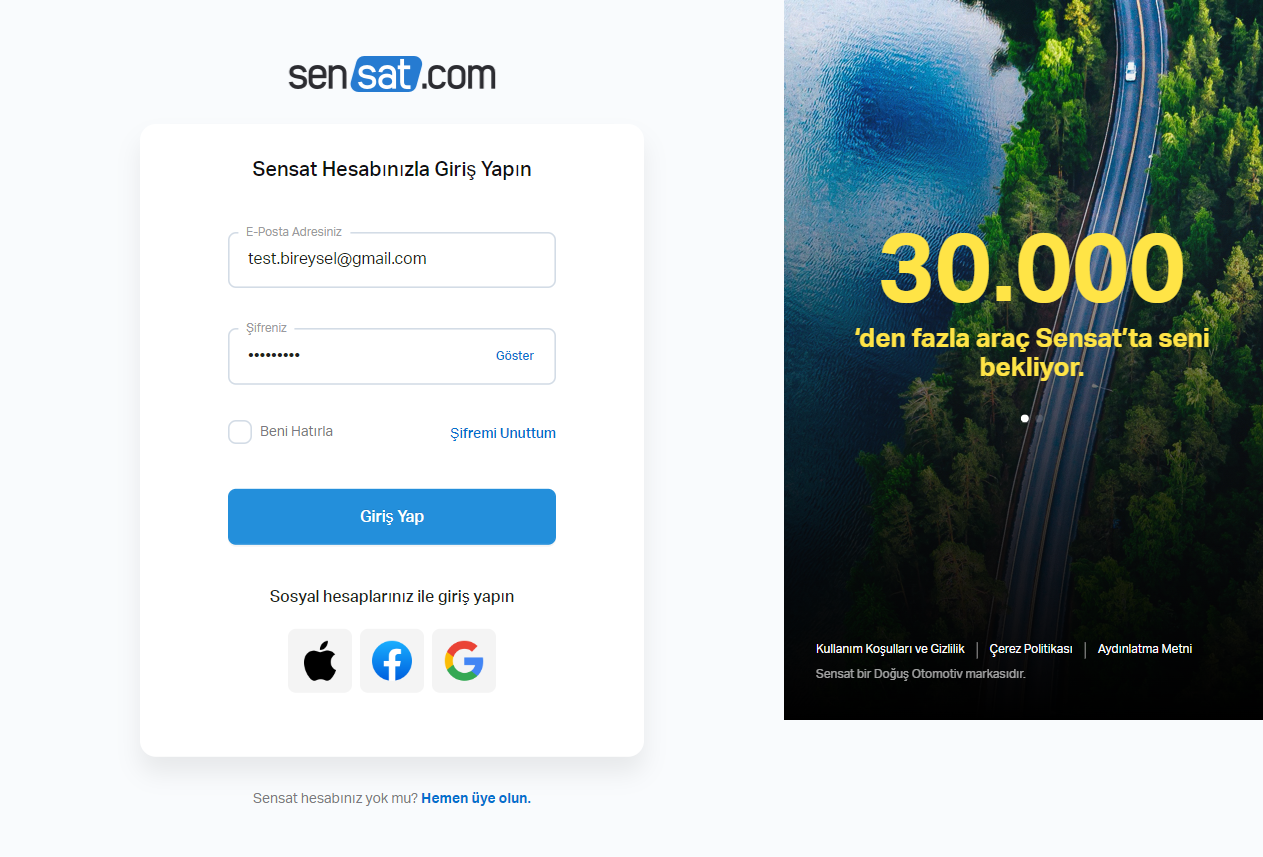 sensat.com
Sensat Hesabınızla Giriş Yapın
E-Posta Adresiniz
test.bireysel@gmail.com
Şifreniz
•••••••••
Göster
Beni Hatırla
Şifremi Unuttum
Giriş Yap
Sosyal hesaplarınız ile giriş yapın
Sensat hesabınız yok mu? Hemen üye olun.
30.000
‘den fazla araç Sensat’ta seni
bekliyor.
Kullanım Koşulları ve Gizlilik | Çerez Politikası | Aydınlatma Metni
Sensat bir Doğuş Otomotiv markasıdır.